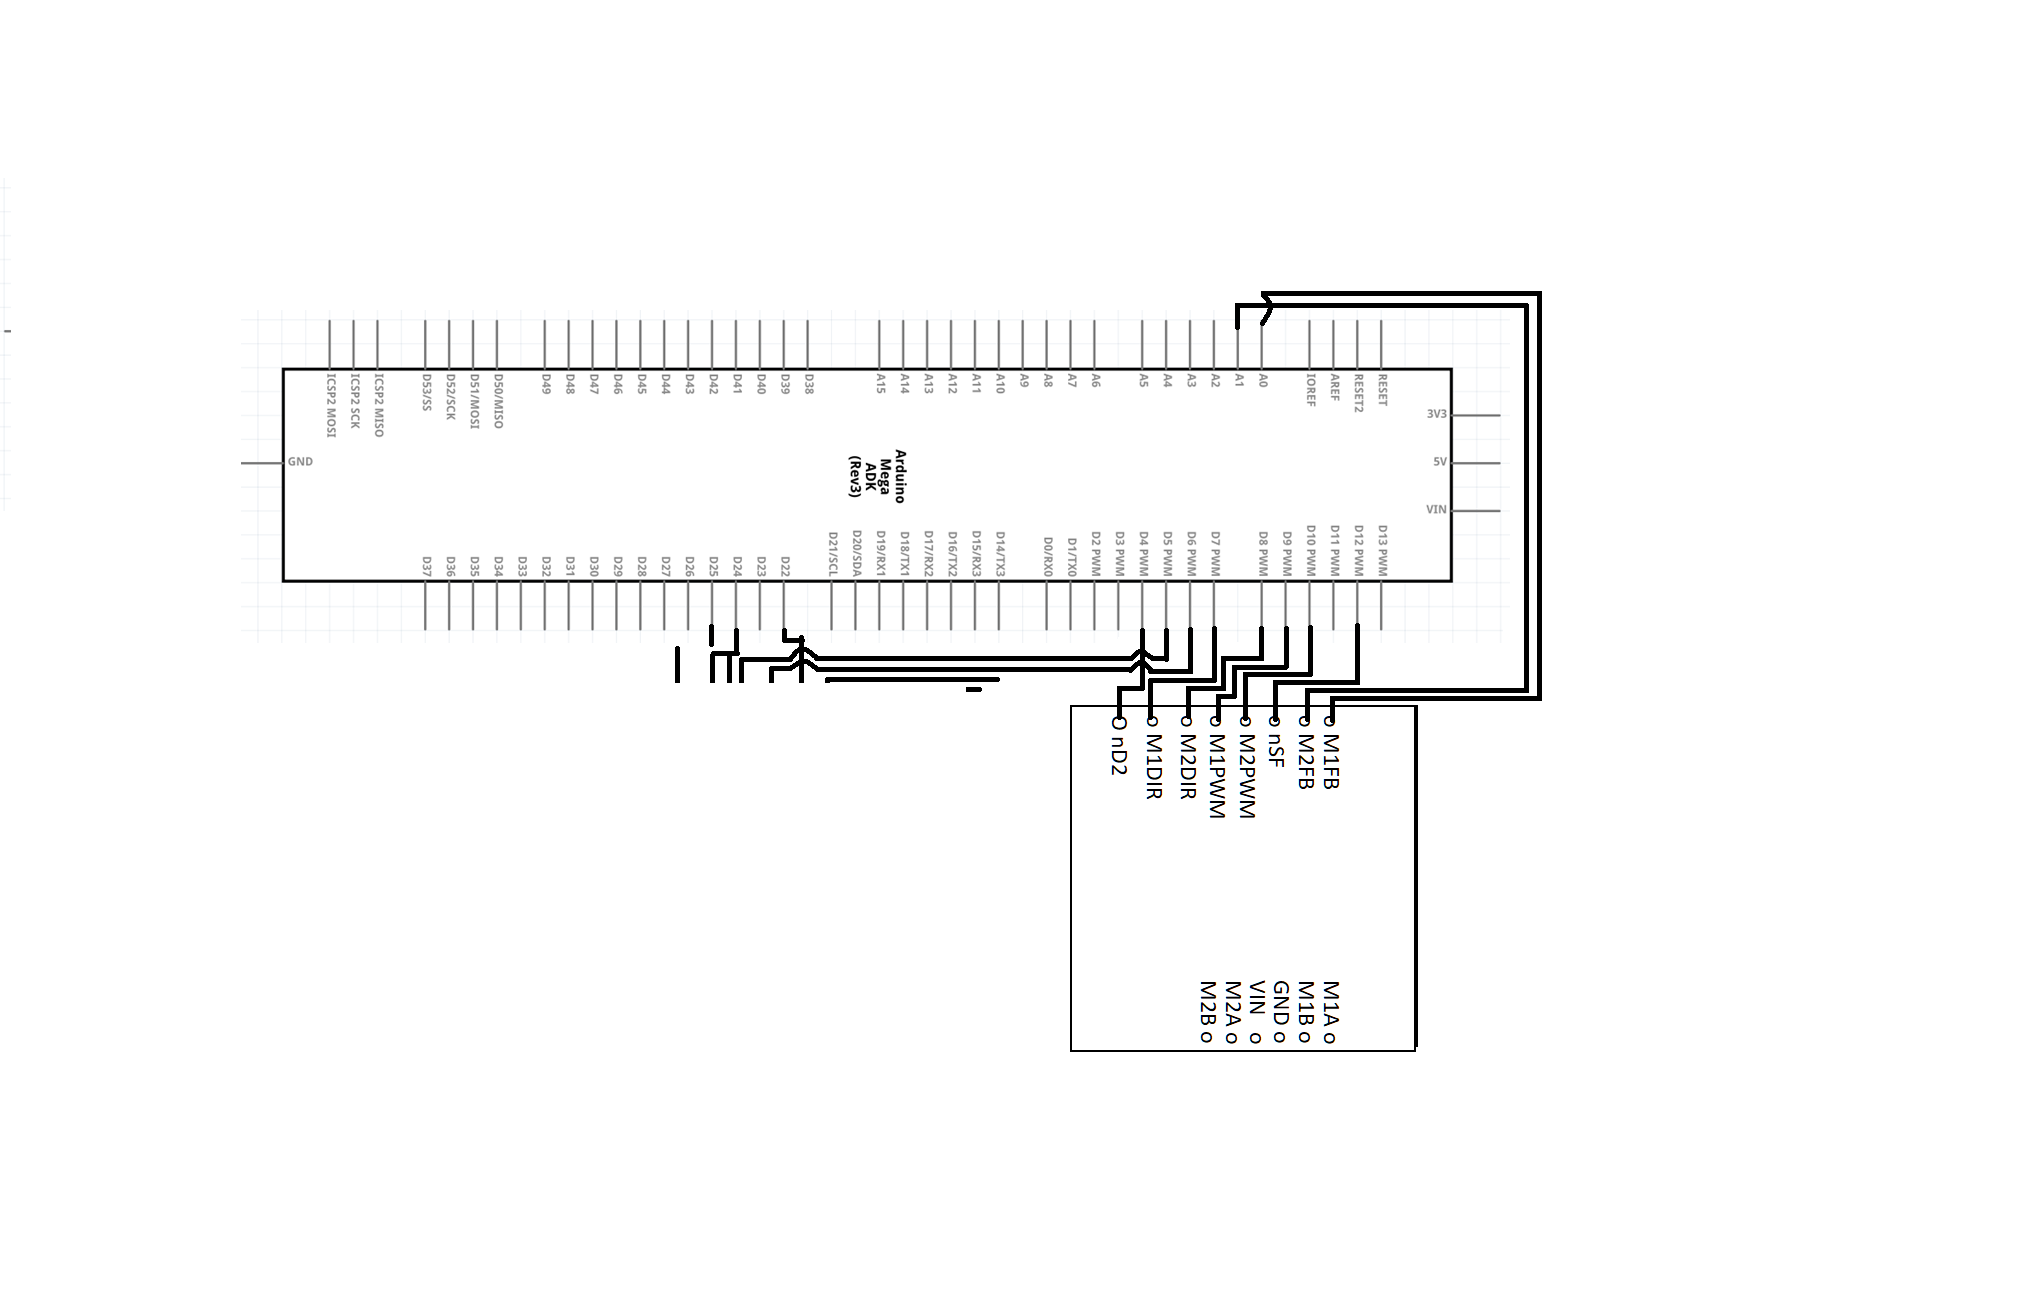 ICSP2 MOSI
ICSP2 SCK
ICSP2 MISO
D53/SS
D52/SCK
D51/MOSI
D50/MISO
D49
D48
D47
D46
D45
D44
D43
D42
D41
D40
D39
D38
A15
A14
A13
A12
A11
A10
A9
A8
A7
A6
A5
A4
A3
A2
A1
A0
IOREF
AREF
RESET2
RESET
3V3
5V
VIN
GND
Arduino
Mega
ADK
(Rev3)
D37
D36
D35
D34
D33
D32
D31
D30
D29
D28
D27
D26
D25
D24
D23
D22
D21/SCL
D20/SDA
D19/RX1
D18/TX1
D17/RX2
D16/TX2
D15/RX3
D14/TX3
D0/RX0
D1/TX0
D2 PWM
D3 PWM
D4 PWM
D5 PWM
D6 PWM
D7 PWM
D8 PWM
D9 PWM
D10 PWM
D11 PWM
D12 PWM
D13 PWM
O nD2
o M1DIR
o M2DIR
o M1PWM
o M2PWM
o nSF
o M2FB
o M1FB
M2B o
M2A o
VIN o
GND o
M1B o
M1A o